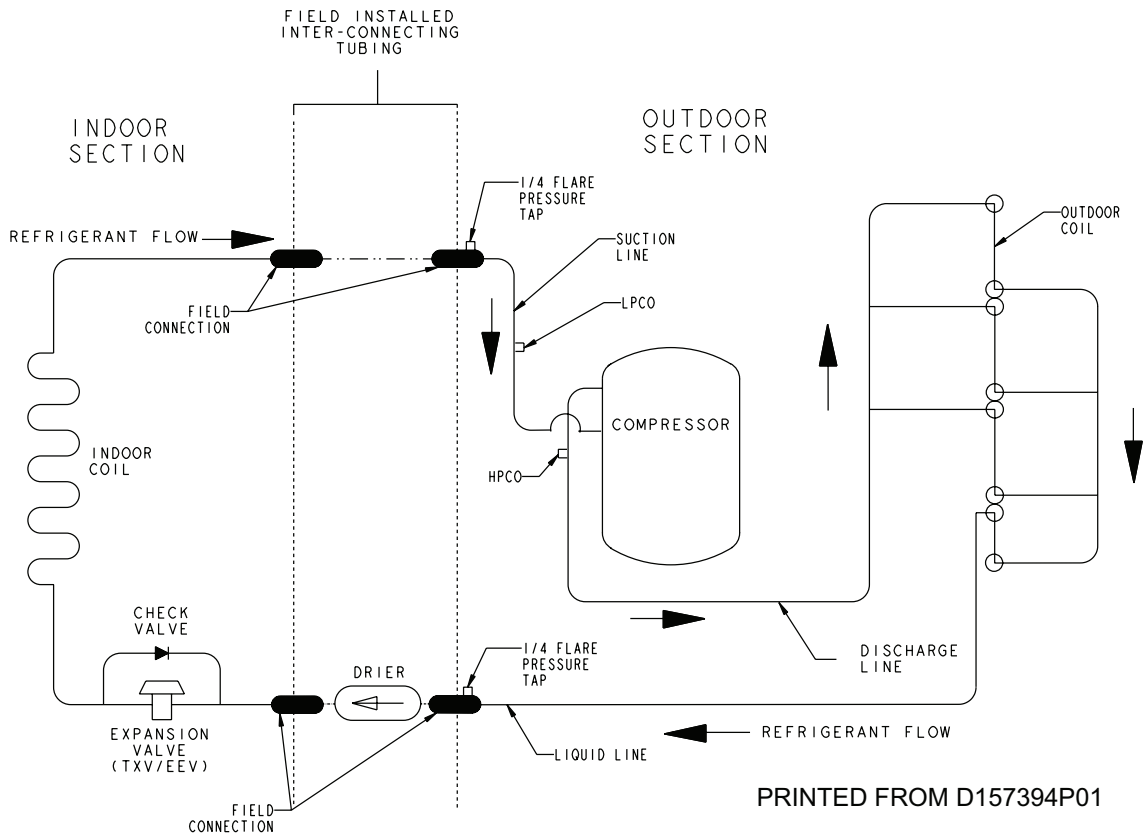 FIELD INSTALLED
INTER-CONNECTING
TUBING
INDOOR
SECTION
OUTDOOR
SECTION
1/4 FLARE
PRESSURE
TAP
OUTDOOR
COIL
REFRIGERANT FLOW
SUCTION
LINE
LPCO
FIELD
CONNECTION
COMPRESSOR
INDOOR
COIL
HPCO
CHECK
VALVE
DRIER
1/4 FLARE
PRESSURE
TAP
DISCHARGE
LINE
EXPANSION
VALVE
(TXV/EEV)
LIQUID LINE
REFRIGERANT FLOW
FIELD
CONNECTION
PRINTED FROM D157394P01